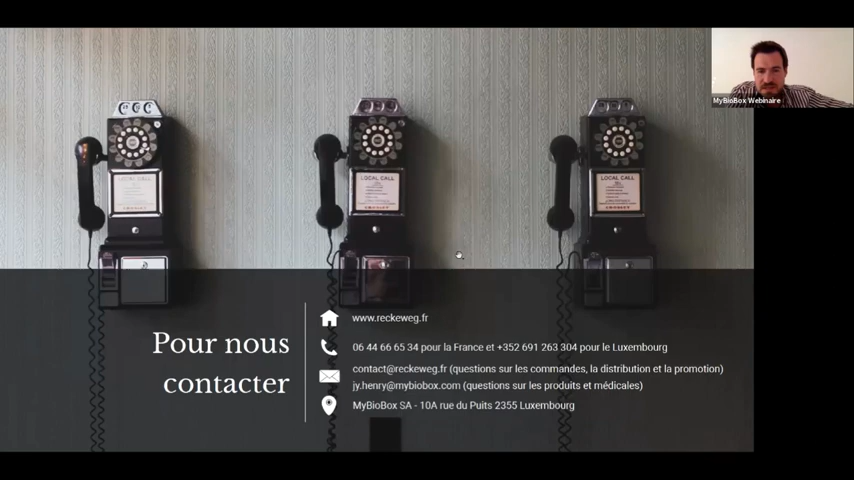 MyBioBox Webinaire
LOCAL CALL
LOCAL CALL
LOCAL CALL
Pour nous
contacter
www.reckeweg.fr
06 44 66 65 34 pour la France et +352 691 263 304 pour le Luxembourg
contact@reckeweg.fr (questions sur les commandes, la distribution et la promotion)
jy.henry@mybiobox.com (questions sur les produits et médicales)
MyBioBox SA - 10A rue du Puits 2355 Luxembourg